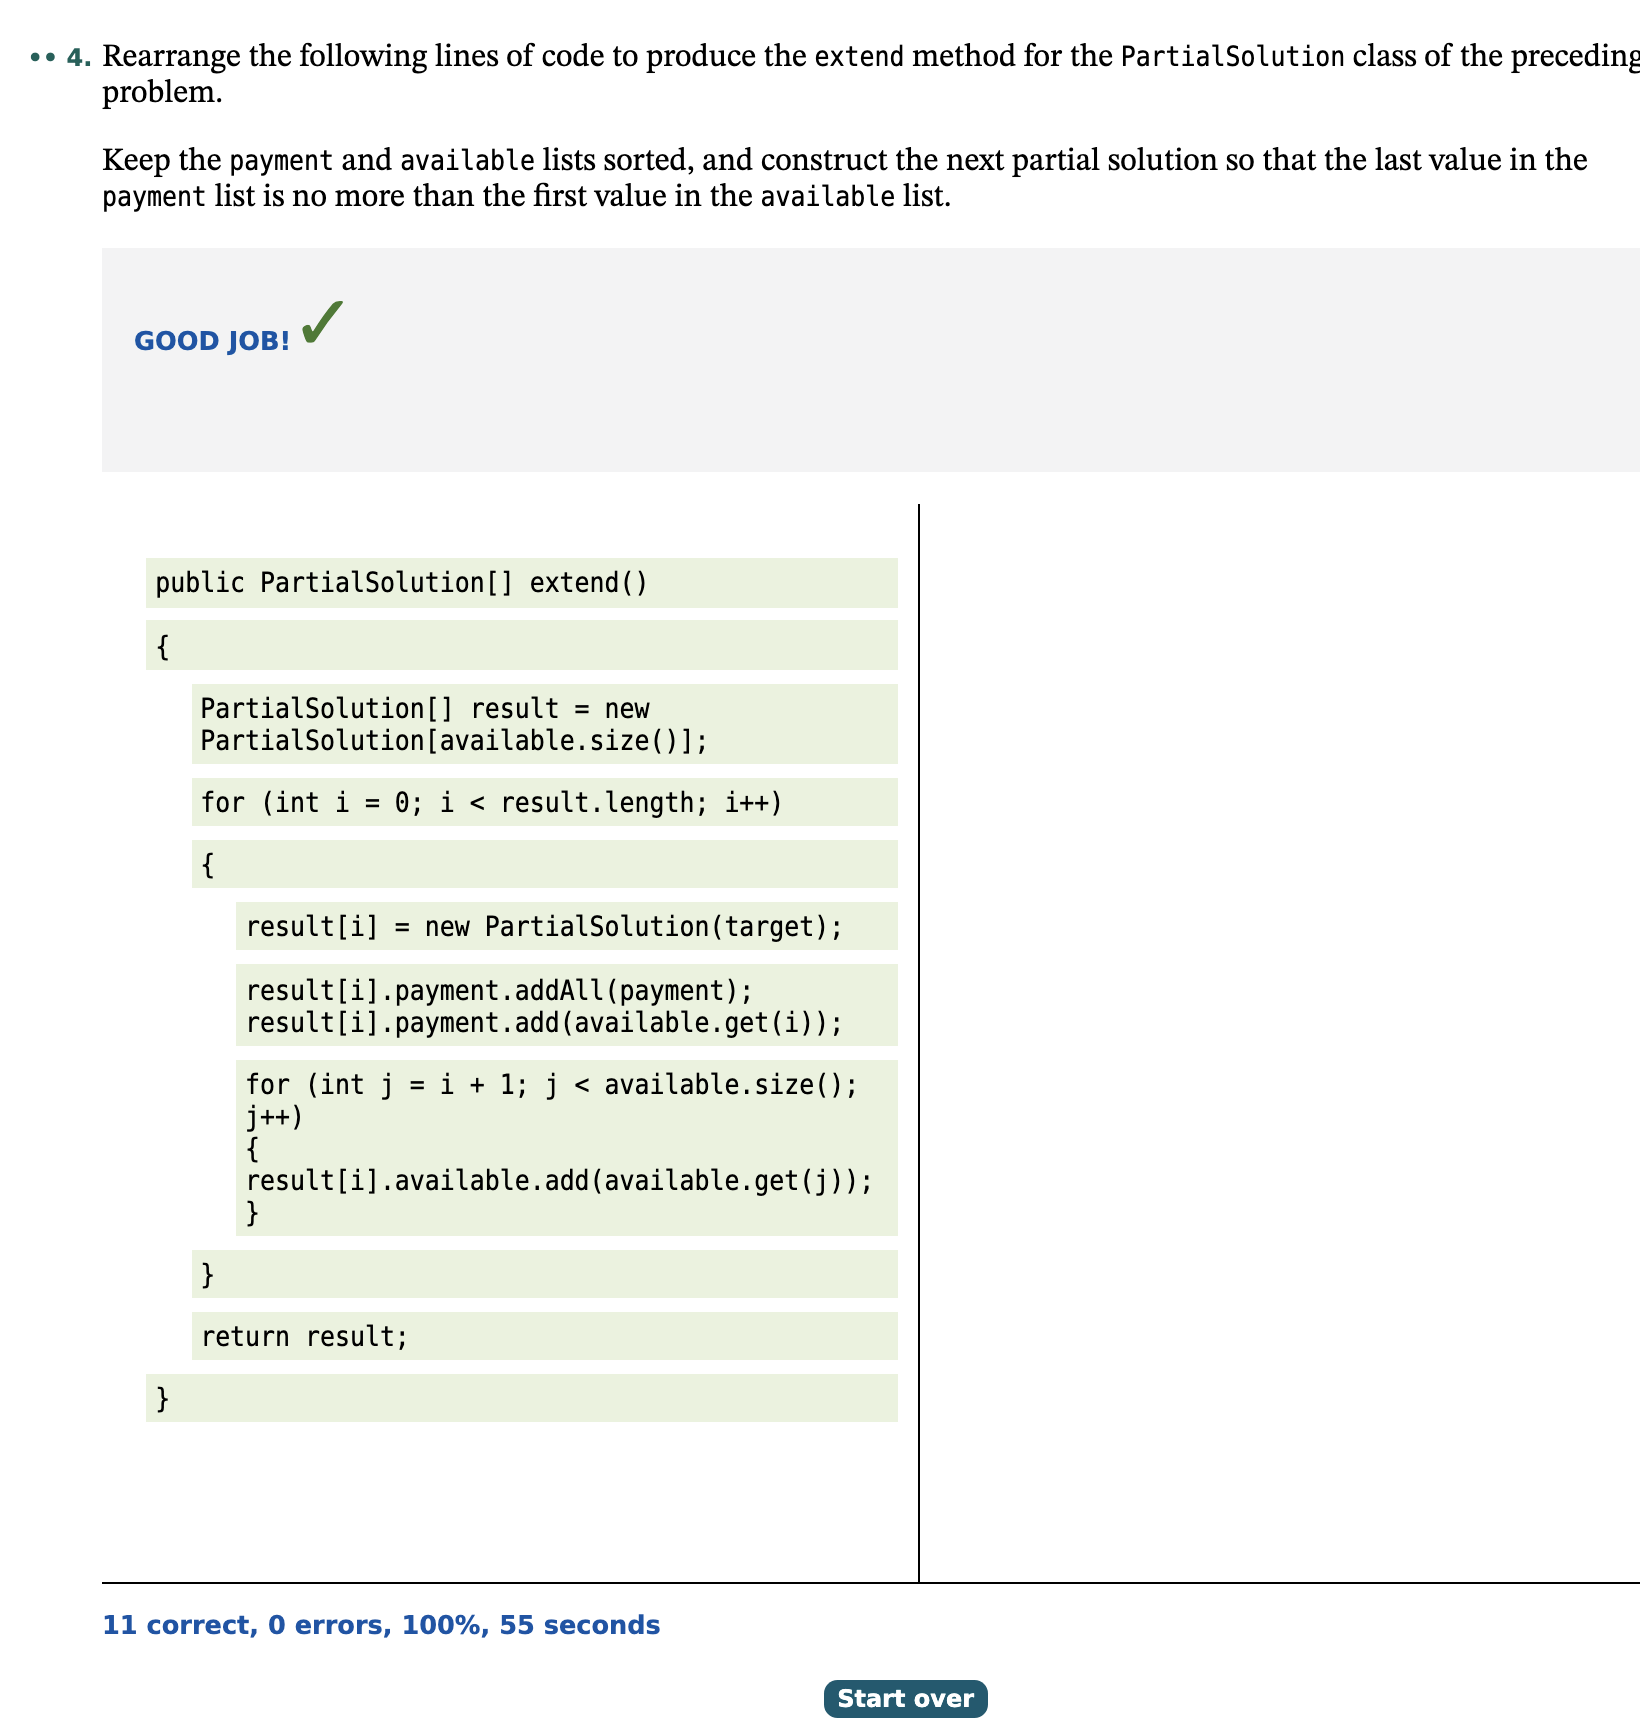 •• 4. Rearrange the following lines of code to produce the extend method for the PartialSolution class of the preceding
problem.
Keep the payment and available lists sorted, and construct the next partial solution so that the last value in the
payment list is no more than the first value in the available list.
GOOD JOB! ✓
public PartialSolution[] extend()
{
PartialSolution[] result = new
PartialSolution[available.size()];
for (int i = 0; i < result.length; i++)
{
result[i] = new PartialSolution(target);
result[i].payment.addAll(payment);
result[i].payment.add(available.get(i));
for (int j = i + 1; j < available.size();
j++)
{
result[i].available.add(available.get(j));
}
}
return result;
}
11 correct, 0 errors, 100%, 55 seconds
Start over